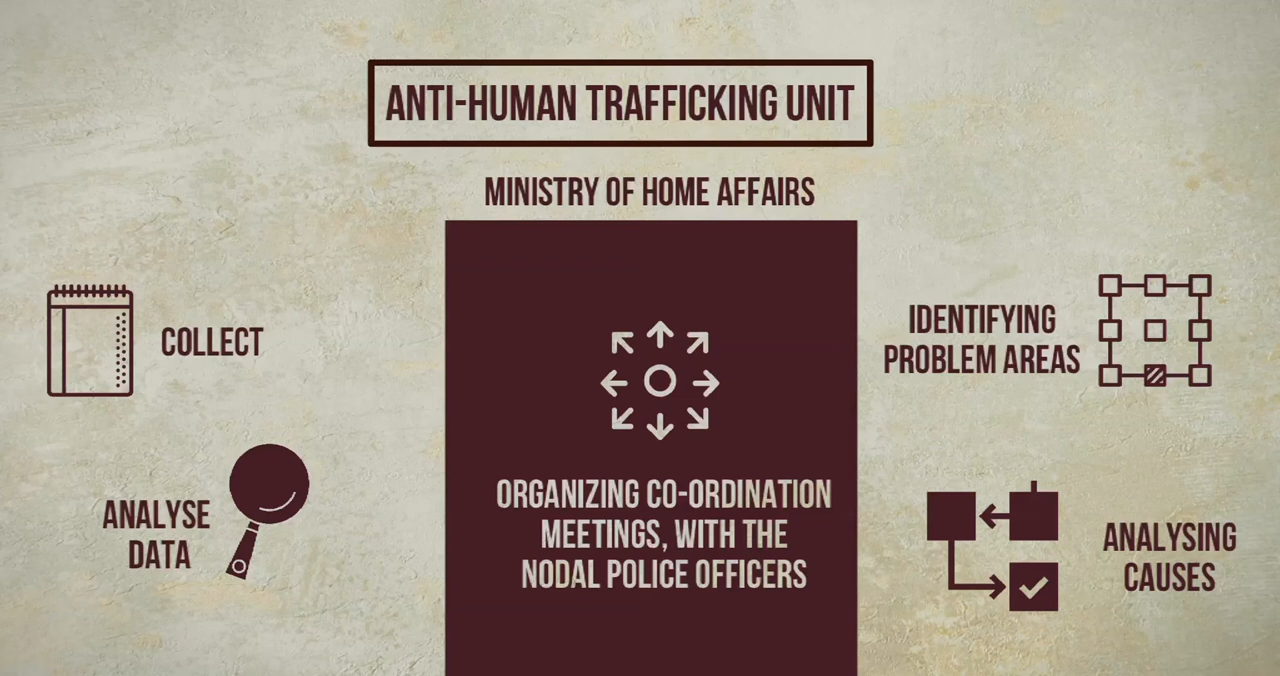 ANTI-HUMAN TRAFFICKING UNIT
MINISTRY OF HOME AFFAIRS
COLLECT
ANALYSE
DATA
ORGANIZING CO-ORDINATION
MEETINGS, WITH THE
NODAL POLICE OFFICERS
IDENTIFYING
PROBLEM AREAS
ANALYSING
CAUSES